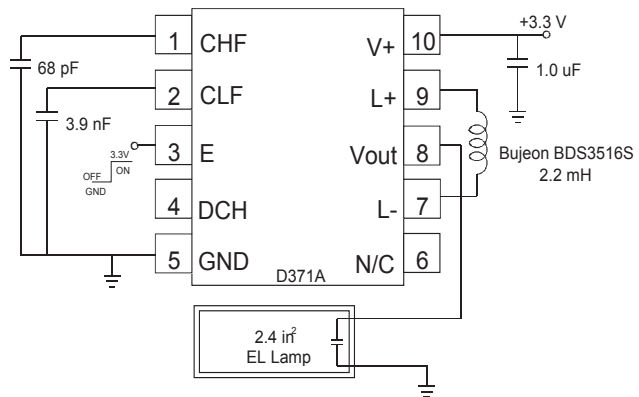 +3.3 V
1 CHF
V+ 10
68 pF
1.0 uF
2 CLF
L+ 9
3.9 nF
3 E
Vout 8
Bujeon BDS3516S
2.2 mH
3.3V
OFF
ON
GND
4 DCH
L- 7
5 GND
N/C 6
D371A
2.4 in²
EL Lamp